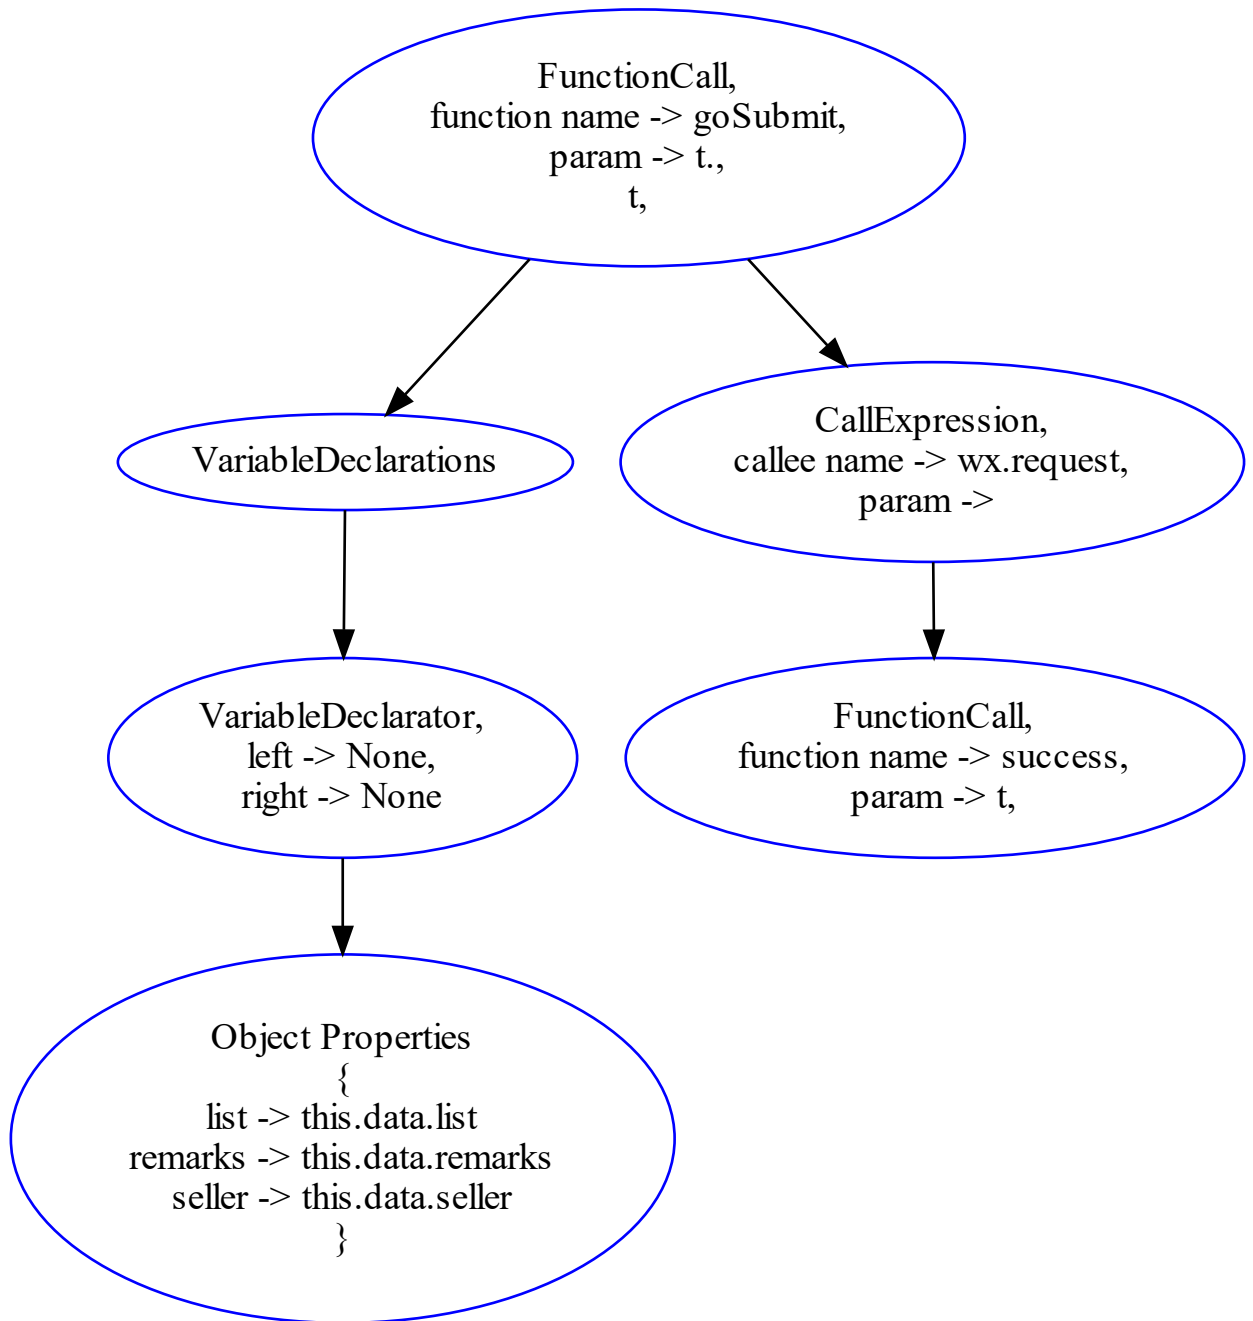 FunctionCall,
function name -> goSubmit,
param -> t.,
t,
VariableDeclarations
CallExpression,
callee name -> wx.request,
param ->
VariableDeclarator,
left -> None,
right -> None
FunctionCall,
function name -> success,
param -> t,
Object Properties
{
list -> this.data.list
remarks -> this.data.remarks
seller -> this.data.seller
}